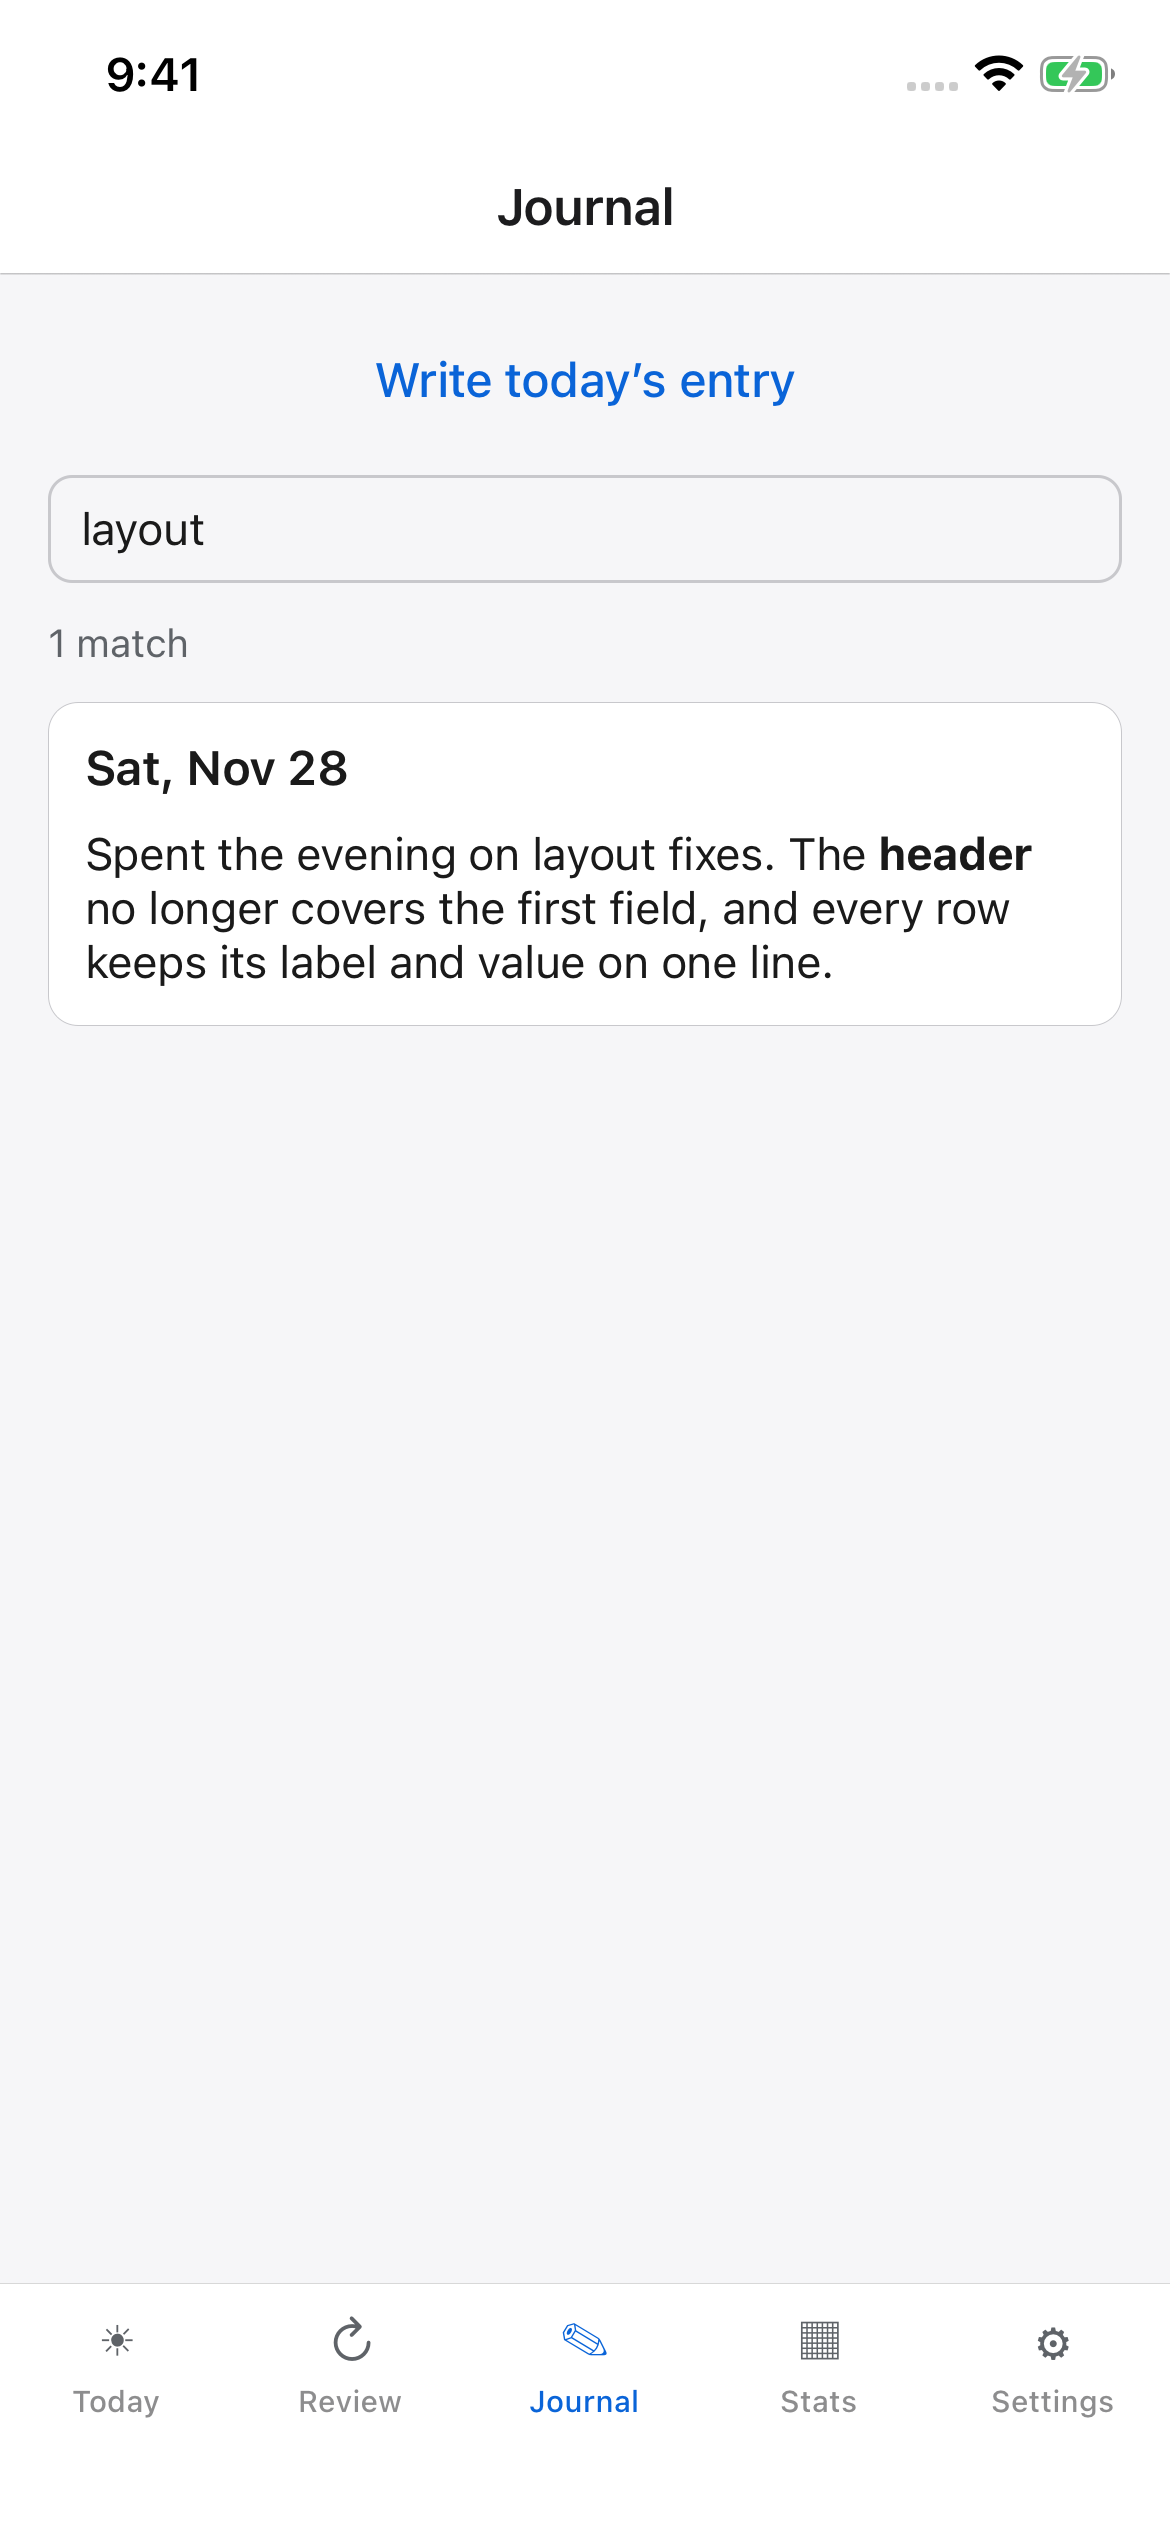 9:41
Journal
Write today’s entry
layout
1 match
Sat, Nov 28
Spent the evening on layout fixes. The header
no longer covers the first field, and every row
keeps its label and value on one line.
Today
Review
Journal
Stats
Settings